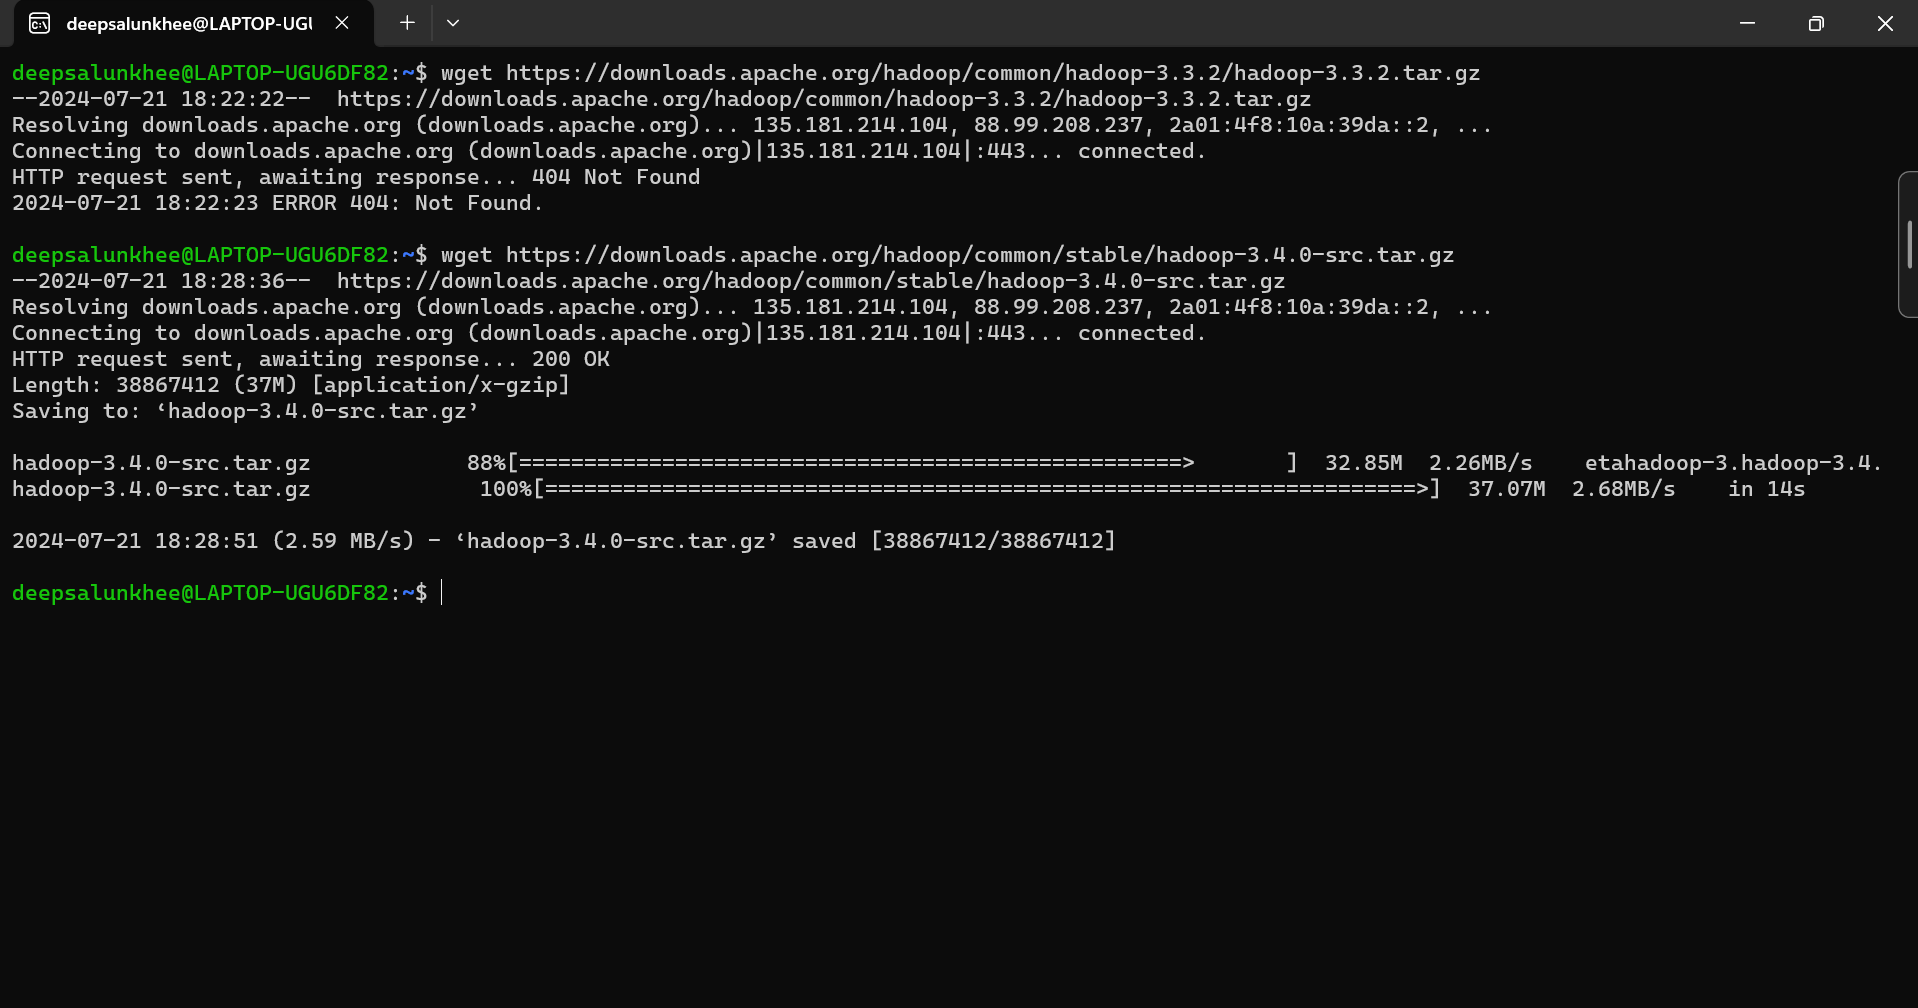 deepsalunkhee@LAPTOP-UGU
deepsalunkhee@LAPTOP-UGU6DF82:~$ wget https://downloads.apache.org/hadoop/common/hadoop-3.3.2/hadoop-3.3.2.tar.gz
--2024-07-21 18:22:22--  https://downloads.apache.org/hadoop/common/hadoop-3.3.2/hadoop-3.3.2.tar.gz
Resolving downloads.apache.org (downloads.apache.org)... 135.181.214.104, 88.99.208.237, 2a01:4f8:10a:39da::2, ...
Connecting to downloads.apache.org (downloads.apache.org)|135.181.214.104|:443... connected.
HTTP request sent, awaiting response... 404 Not Found
2024-07-21 18:22:23 ERROR 404: Not Found.
deepsalunkhee@LAPTOP-UGU6DF82:~$ wget https://downloads.apache.org/hadoop/common/stable/hadoop-3.4.0-src.tar.gz
--2024-07-21 18:28:36--  https://downloads.apache.org/hadoop/common/stable/hadoop-3.4.0-src.tar.gz
Resolving downloads.apache.org (downloads.apache.org)... 135.181.214.104, 88.99.208.237, 2a01:4f8:10a:39da::2, ...
Connecting to downloads.apache.org (downloads.apache.org)|135.181.214.104|:443... connected.
HTTP request sent, awaiting response... 200 OK
Length: 38867412 (37M) [application/x-gzip]
Saving to: ‘hadoop-3.4.0-src.tar.gz’
hadoop-3.4.0-src.tar.gz            88%[===================================================>       ]  32.85M  2.26MB/s    etahadoop-3.hadoop-3.4.
hadoop-3.4.0-src.tar.gz             100%[===================================================================>]  37.07M  2.68MB/s    in 14s
2024-07-21 18:28:51 (2.59 MB/s) - ‘hadoop-3.4.0-src.tar.gz’ saved [38867412/38867412]
deepsalunkhee@LAPTOP-UGU6DF82:~$